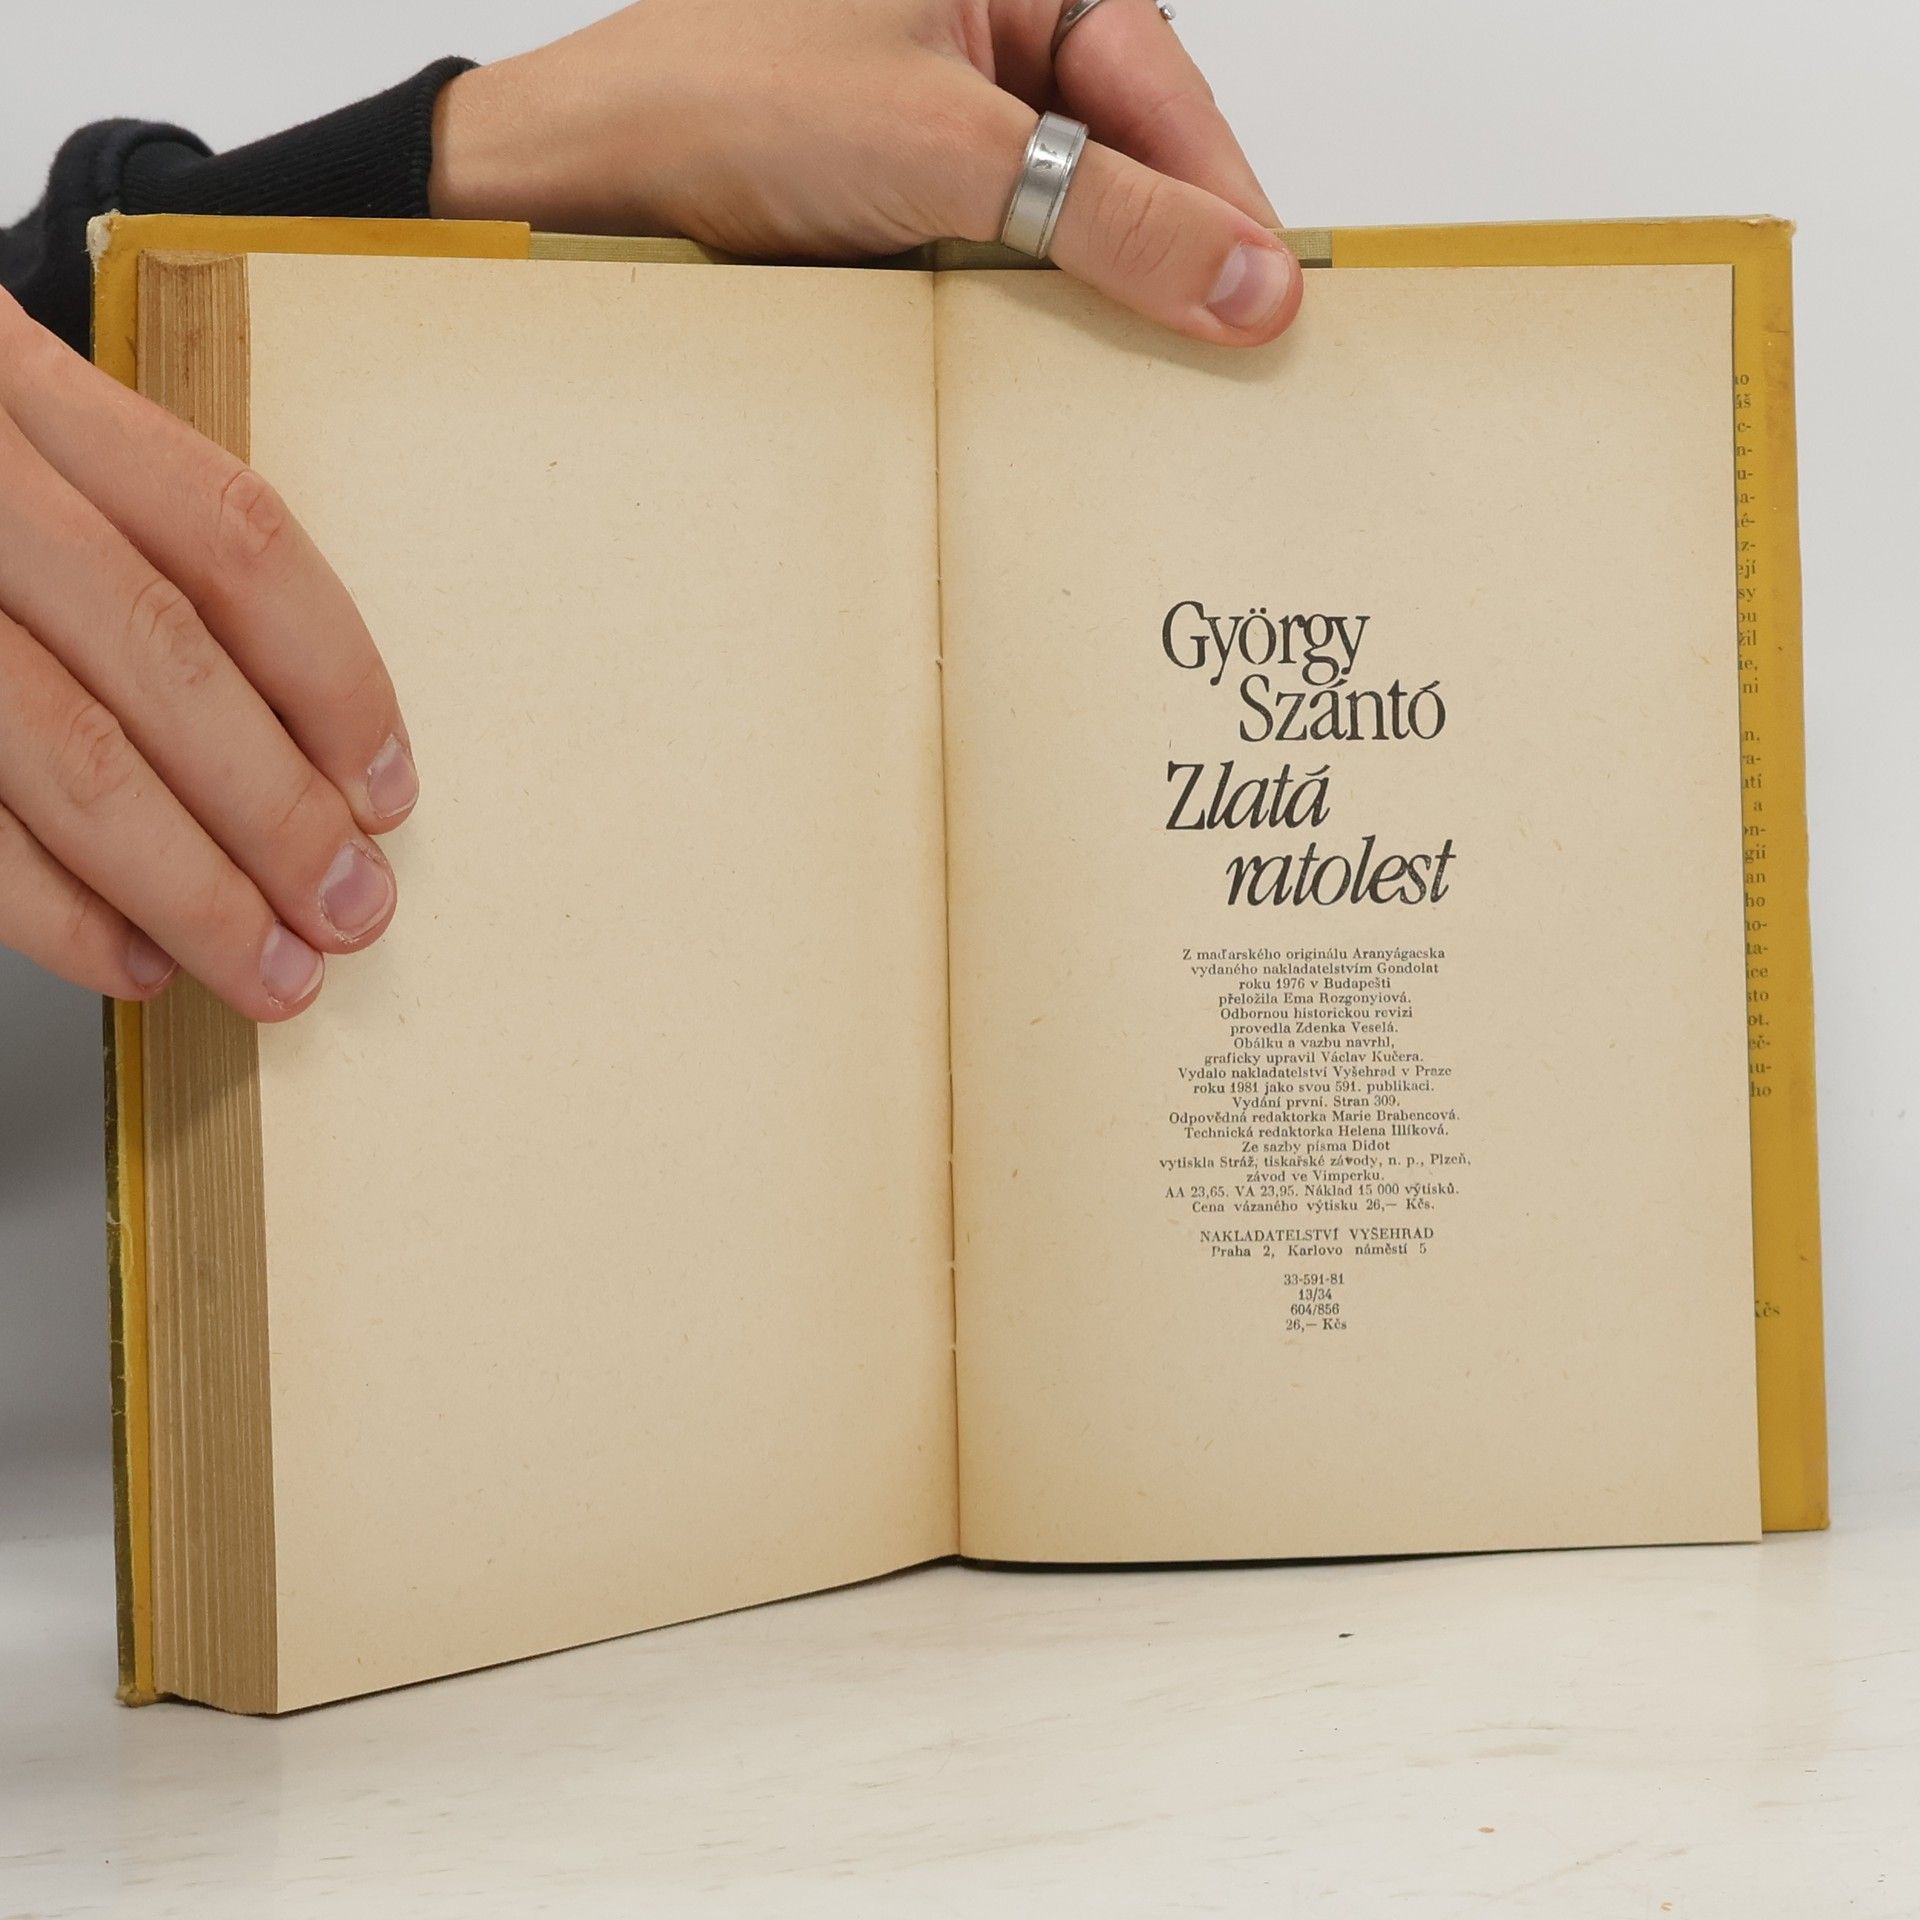 György
Szántó
Zlatá
ratolest
Z maďarského originálu Aranyágacska
vydaného nakladatelstvím Gondolat
roku 1976 v Budapešti
přeložila Ema Rozgonyiová.
Odbornou historickou revizi
provedla Zdenka Veselá.
Obálku a vazbu navrhl,
graficky upravil Václav Kučera.
Vydalo nakladatelství Vyšehrad v Praze
roku 1981 jako svou 591. publikaci.
Vydání první. Stran 309.
Odpovědná redaktorka Marie Brabencová.
Technická redaktorka Helena Illíková.
Ze sazby písma Didot
vytiskla Stráž, tiskařské závody, n. p., Plzeň,
závod ve Vimperku.
AA 23,65. VA 23,95. Náklad 15 000 výtisků.
Cena vázaného výtisku 26,— Kčs.
NAKLADATELSTVÍ VYŠEHRAD
Praha 2, Karlovo náměstí 5
33-591-81
13/34
604/856
26,— Kčs